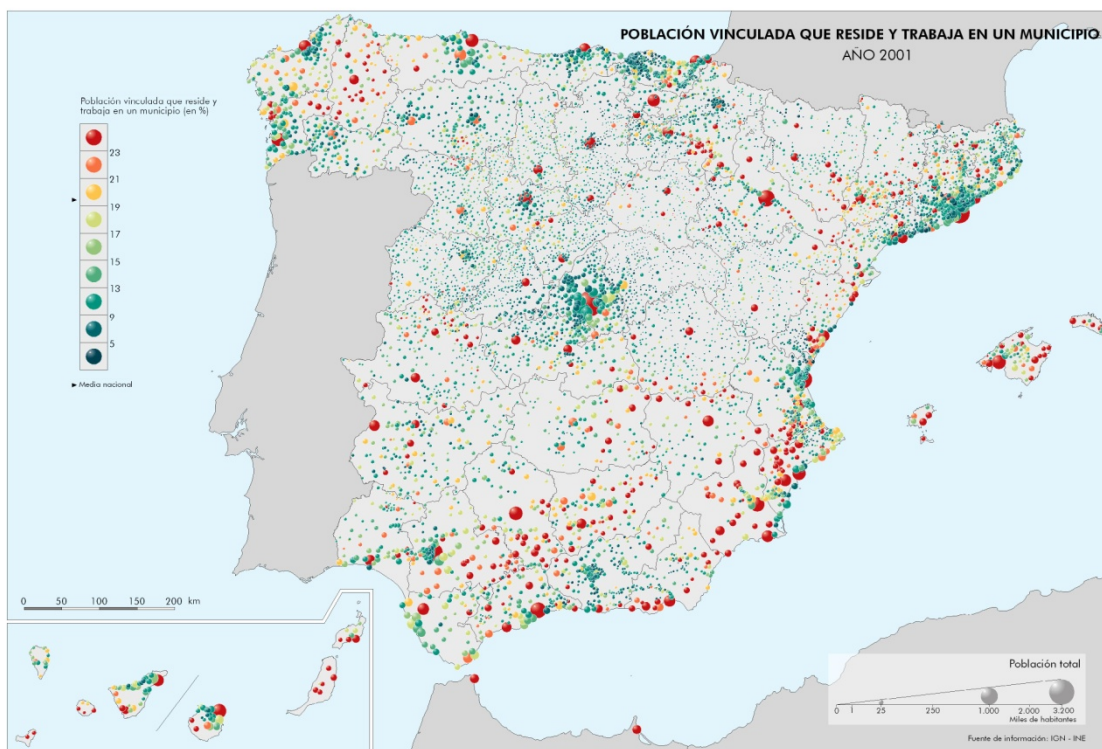 POBLACIÓN VINCULADA QUE RESIDE Y TRABAJA EN UN MUNICIPIO
AÑO 2001
Población vinculada que reside y
trabaja en un municipio (en %)
23
21
19
17
15
13
9
5
Media nacional
0 50 100 150 200 km
Población total
0 1 25 250 1.000 2.000 3.200
Miles de habitantes
Fuente de información: IGN - INE